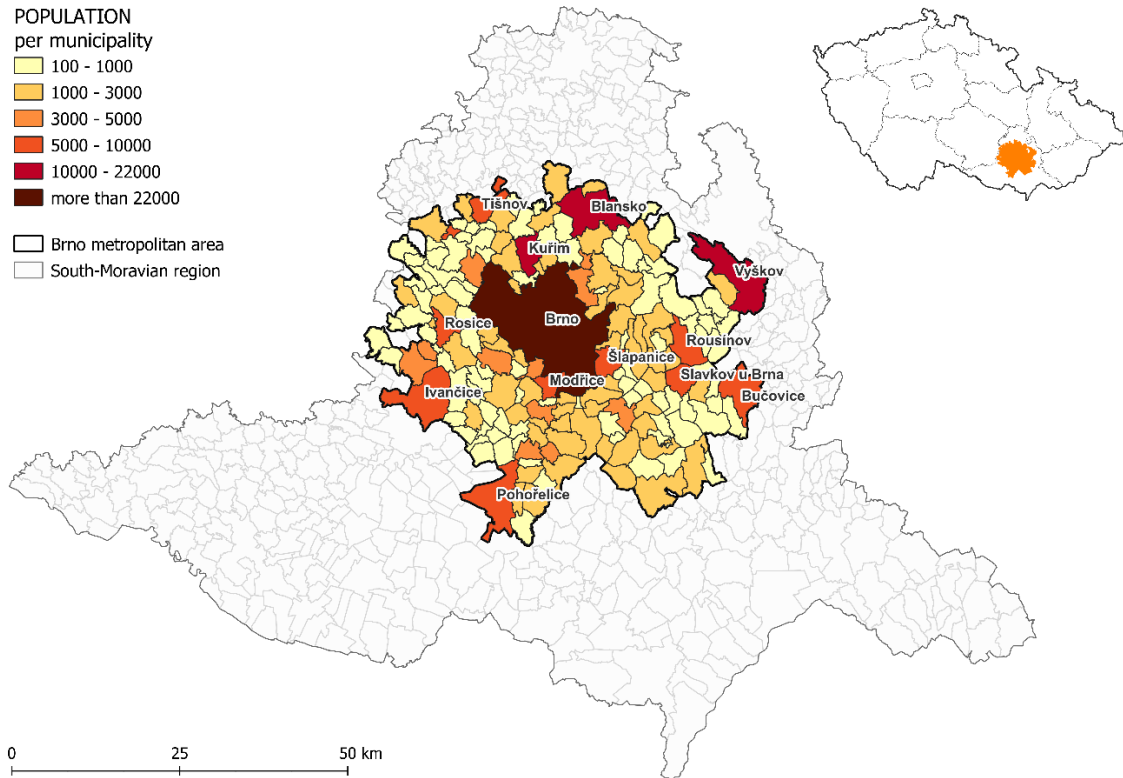 POPULATION
per municipality
100 - 1000
1000 - 3000
3000 - 5000
5000 - 10000
10000 - 22000
more than 22000
Brno metropolitan area
South-Moravian region
Tišnov
Blansko
Kuřim
Vyškov
Brno
Rosice
Rousínov
Šlapanice
Modřice
Slavkov u Brna
Ivančice
Bučovice
Pohořelice
0 25 50 km